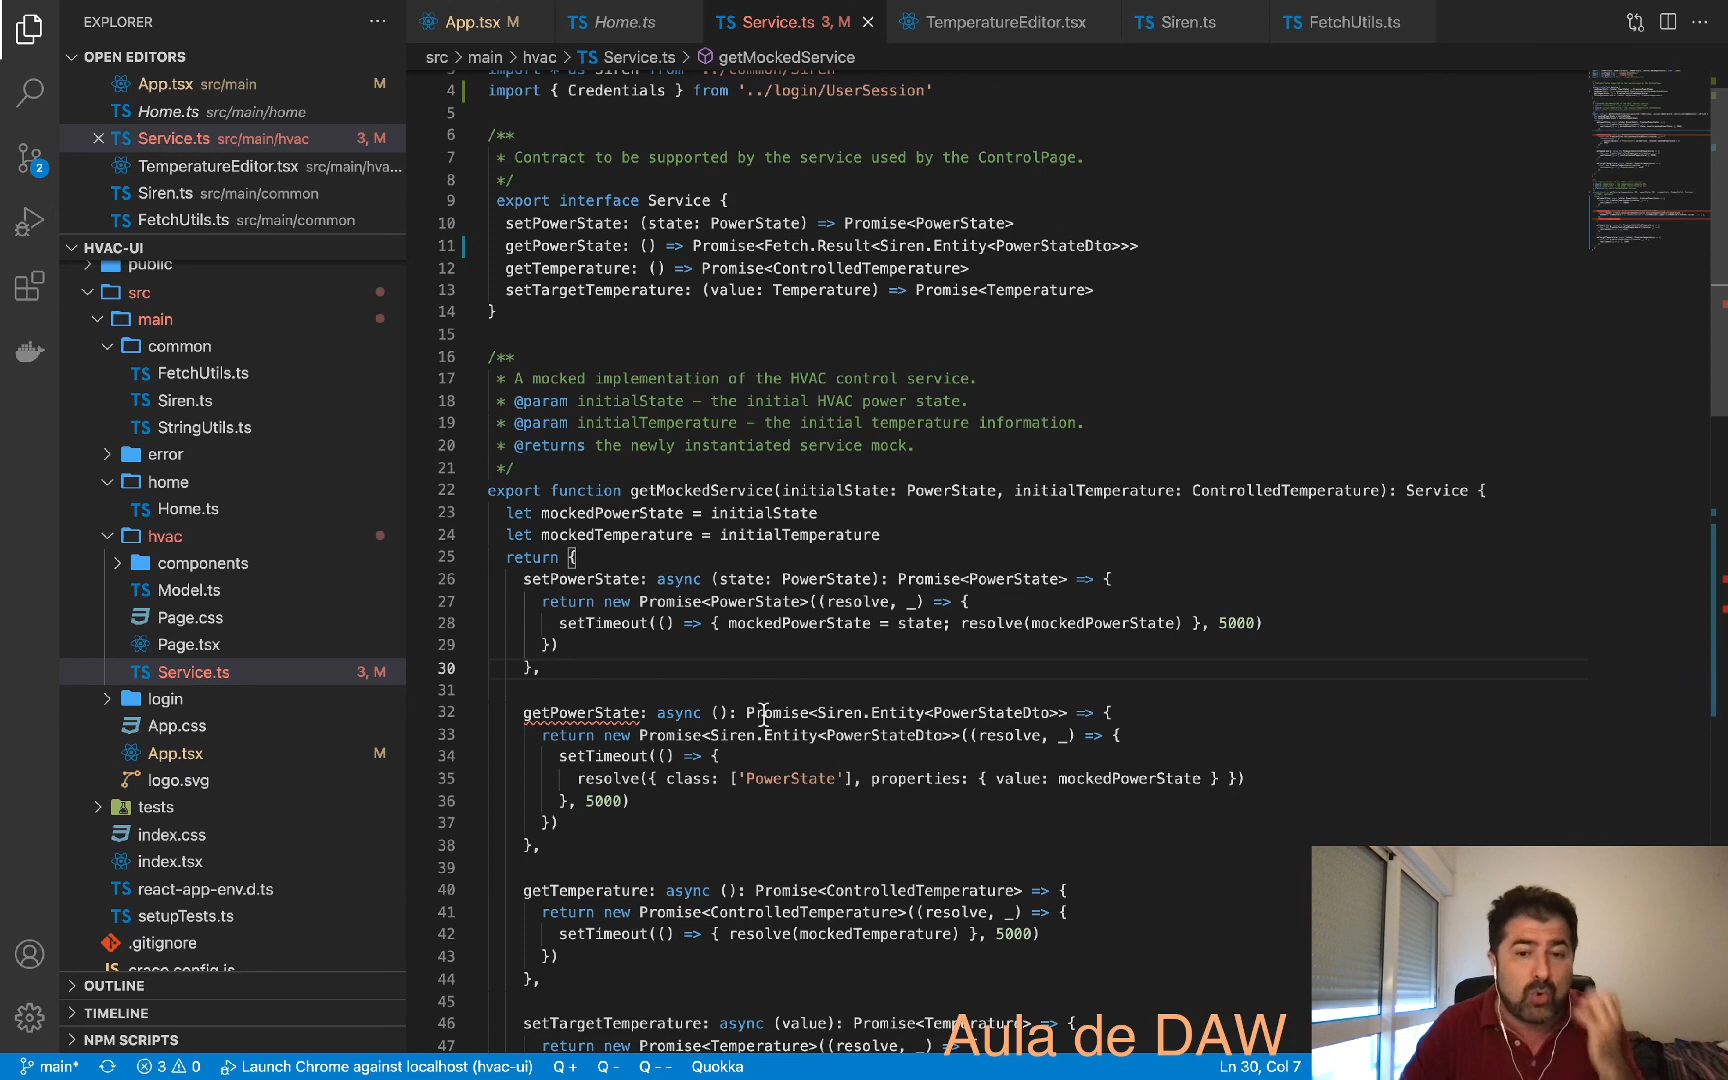 EXPLORER
App.tsx M
Home.ts
TS Service.ts 3, M
TemperatureEditor.tsx
TS Siren.ts
TS FetchUtils.ts
OPEN EDITORS
App.tsx src/main M
TS Home.ts src/main/home
TS Service.ts src/main/hvac 3, M
TemperatureEditor.tsx src/main/hva...
TS Siren.ts src/main/common
TS FetchUtils.ts src/main/common
HVAC-UI
public
src
main
common
TS FetchUtils.ts
TS Siren.ts
TS StringUtils.ts
error
home
TS Home.ts
hvac
components
TS Model.ts
Page.css
Page.tsx
TS Service.ts 3, M
login
App.css
App.tsx M
logo.svg
tests
index.css
index.tsx
TS react-app-env.d.ts
TS setupTests.ts
.gitignore
craco.config.js
OUTLINE
TIMELINE
NPM SCRIPTS
2
src > main > hvac > TS Service.ts > getMockedService
3 import * as Siren from '../common/Siren'
4 import { Credentials } from '../login/UserSession'
5
6 /**
7 * Contract to be supported by the service used by the ControlPage.
8 */
9 export interface Service {
10 setPowerState: (state: PowerState) => Promise<PowerState>
11 getPowerState: () => Promise<Fetch.Result<Siren.Entity<PowerStateDto>>>
12 getTemperature: () => Promise<ControlledTemperature>
13 setTargetTemperature: (value: Temperature) => Promise<Temperature>
14 }
15
16 /**
17 * A mocked implementation of the HVAC control service.
18 * @param initialState – the initial HVAC power state.
19 * @param initialTemperature – the initial temperature information.
20 * @returns the newly instantiated service mock.
21 */
22 export function getMockedService(initialState: PowerState, initialTemperature: ControlledTemperature): Service {
23 let mockedPowerState = initialState
24 let mockedTemperature = initialTemperature
25 return {
26 setPowerState: async (state: PowerState): Promise<PowerState> => {
27 return new Promise<PowerState>((resolve, _) => {
28 setTimeout(() => { mockedPowerState = state; resolve(mockedPowerState) }, 5000)
29 })
30 },
31
32 getPowerState: async (): Promise<Siren.Entity<PowerStateDto>> => {
33 return new Promise<Siren.Entity<PowerStateDto>>((resolve, _) => {
34 setTimeout(() => {
35 resolve({ class: ['PowerState'], properties: { value: mockedPowerState } })
36 }, 5000)
37 })
38 },
39
40 getTemperature: async (): Promise<ControlledTemperature> => {
41 return new Promise<ControlledTemperature>((resolve, _) => {
42 setTimeout(() => { resolve(mockedTemperature) }, 5000)
43 })
44 },
45
46 setTargetTemperature: async (value): Promise<Temperature> => {
47 return new Promise<Temperature>((resolve, _) => {
Aula de DAW
main* 3 0 Launch Chrome against localhost (hvac-ui) Q + Q - Q - - Quokka Ln 30, Col 7